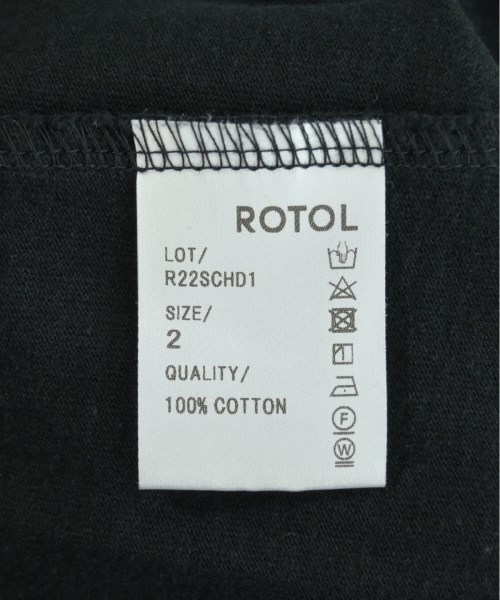 ROTOL
LOT/
R22SCHD1
SIZE/
2
QUALITY/
100% COTTON
F
W